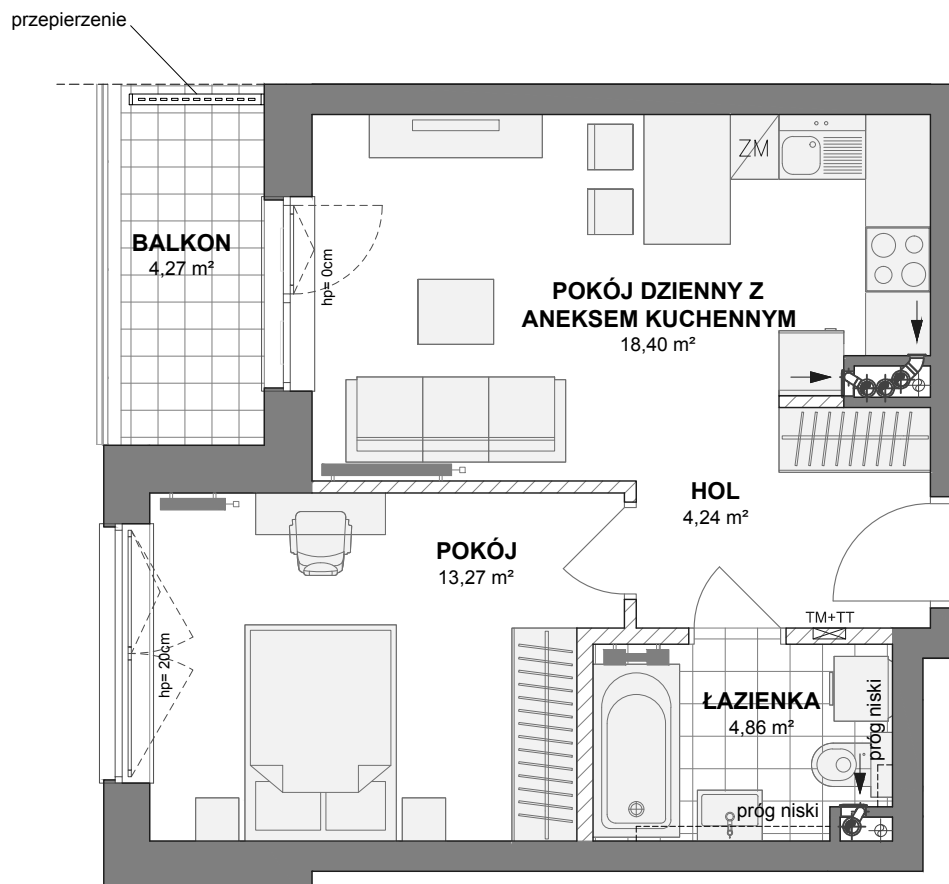 przepierzenie
ZM
BALKON
4,27 m²
hp= 0cm
POKÓJ DZIENNY Z
ANEKSEM KUCHENNYM
18,40 m²
HOL
4,24 m²
POKÓJ
13,27 m²
TM+TT
hp= 20cm
ŁAZIENKA
4,86 m²
próg niski
próg niski